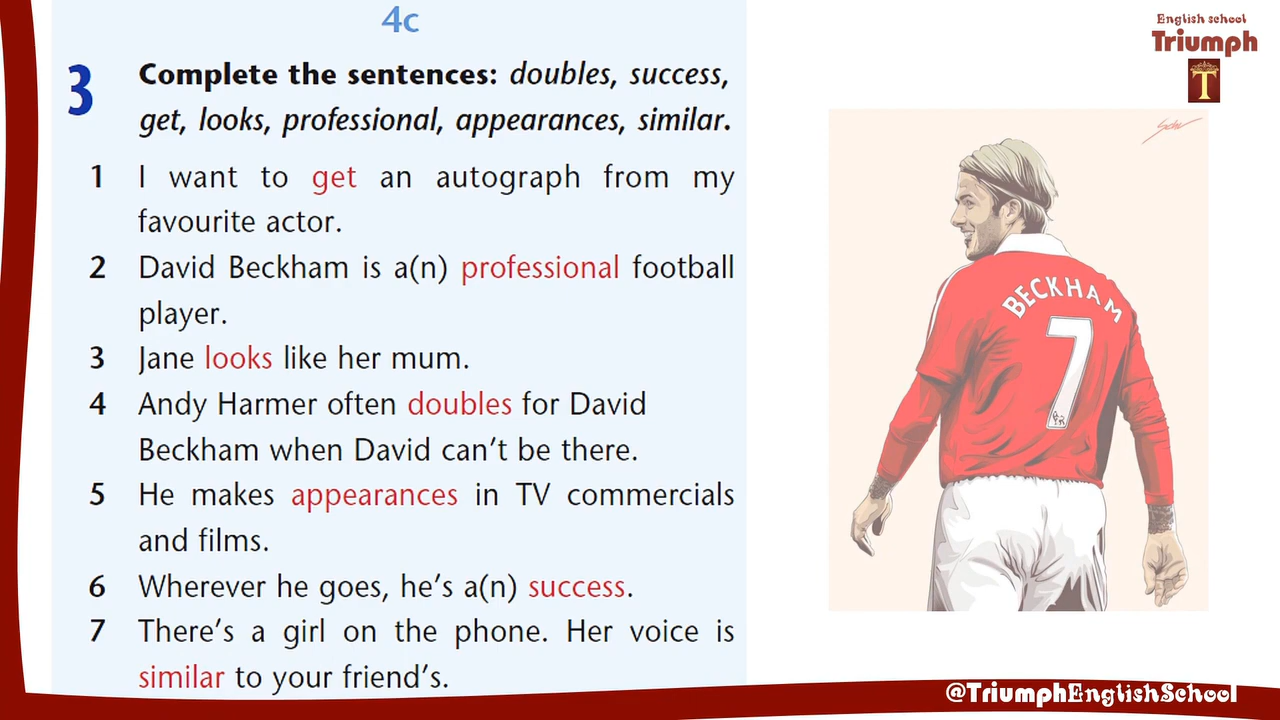 4c
English school
Triumph
T
3 Complete the sentences: doubles, success,
get, looks, professional, appearances, similar.
1 I want to get an autograph from my
favourite actor.
2 David Beckham is a(n) professional football
player.
3 Jane looks like her mum.
4 Andy Harmer often doubles for David
Beckham when David can't be there.
5 He makes appearances in TV commercials
and films.
6 Wherever he goes, he's a(n) success.
7 There's a girl on the phone. Her voice is
similar to your friend's.
BECKHAM
7
@TriumphEnglishSchool